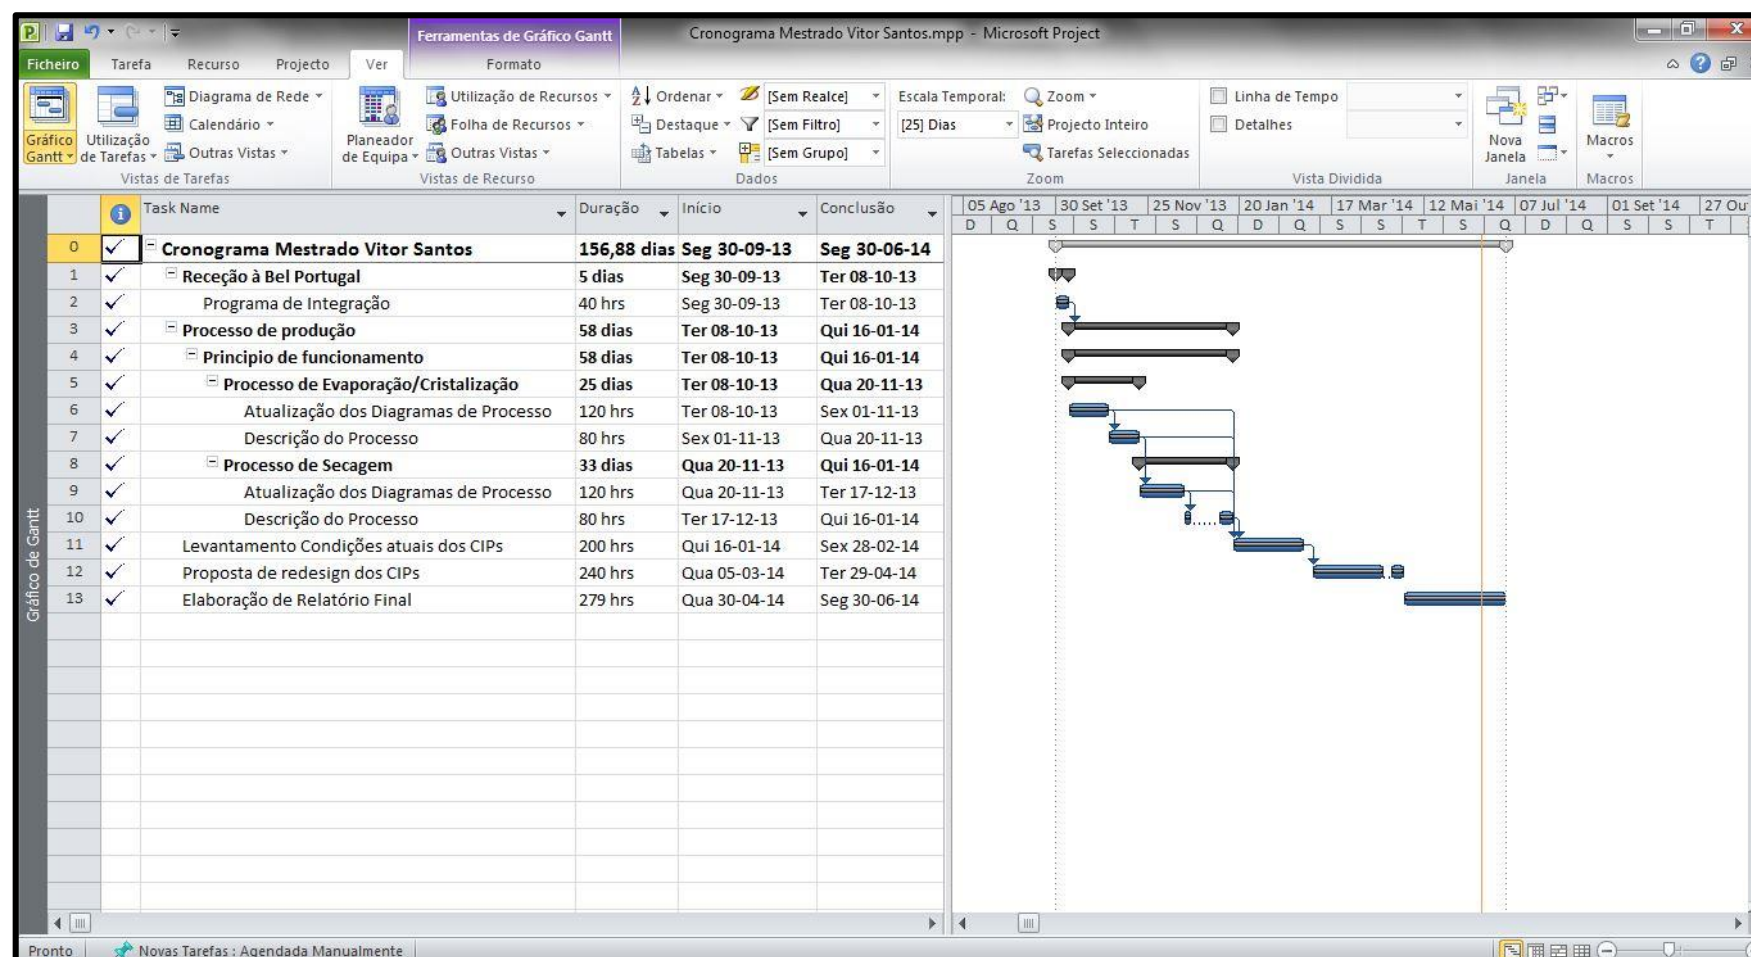 Ferramentas de Gráfico Gantt
Cronograma Mestrado Vitor Santos.mpp - Microsoft Project
Ficheiro Tarefa Recurso Projecto Ver Formato
Diagrama de Rede Utilização de Recursos Ordenar [Sem Realce] Escala Temporal: Zoom Linha de Tempo
Calendário Folha de Recursos Destaque [Sem Filtro] [25] Dias Projecto Inteiro Detalhes
Gráfico Gantt Utilização de Tarefas Outras Vistas Planeador de Equipa Outras Vistas Tabelas [Sem Grupo] Tarefas Seleccionadas Nova Janela Macros
Vistas de Tarefas Vistas de Recurso Dados Zoom Vista Dividida Janela Macros
Task Name Duração Início Conclusão 05 Ago '13 30 Set '13 25 Nov '13 20 Jan '14 17 Mar '14 12 Mai '14 07 Jul '14 01 Set '14 27 Ou
D Q S S T S Q D Q S S T S Q D Q S S T
0 Cronograma Mestrado Vitor Santos 156,88 dias Seg 30-09-13 Seg 30-06-14
1 Receção à Bel Portugal 5 dias Seg 30-09-13 Ter 08-10-13
2 Programa de Integração 40 hrs Seg 30-09-13 Ter 08-10-13
3 Processo de produção 58 dias Ter 08-10-13 Qui 16-01-14
4 Principio de funcionamento 58 dias Ter 08-10-13 Qui 16-01-14
5 Processo de Evaporação/Cristalização 25 dias Ter 08-10-13 Qua 20-11-13
6 Atualização dos Diagramas de Processo 120 hrs Ter 08-10-13 Sex 01-11-13
7 Descrição do Processo 80 hrs Sex 01-11-13 Qua 20-11-13
8 Processo de Secagem 33 dias Qua 20-11-13 Qui 16-01-14
9 Atualização dos Diagramas de Processo 120 hrs Qua 20-11-13 Ter 17-12-13
10 Descrição do Processo 80 hrs Ter 17-12-13 Qui 16-01-14
11 Levantamento Condições atuais dos CIPs 200 hrs Qui 16-01-14 Sex 28-02-14
12 Proposta de redesign dos CIPs 240 hrs Qua 05-03-14 Ter 29-04-14
13 Elaboração de Relatório Final 279 hrs Qua 30-04-14 Seg 30-06-14
Gráfico de Gantt
Pronto Novas Tarefas : Agendada Manualmente